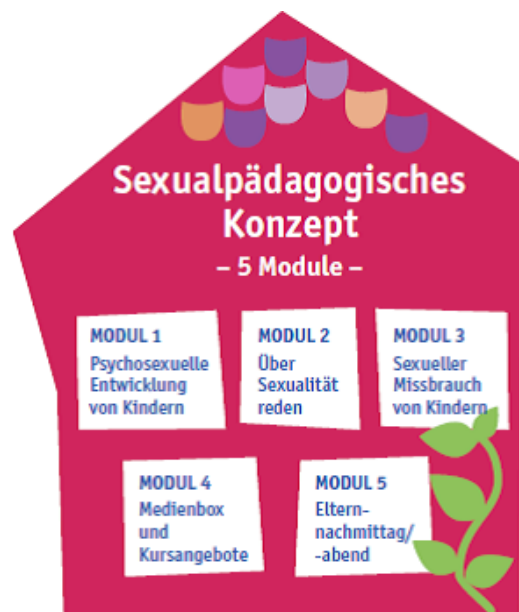 Sexualpädagogisches
Konzept
– 5 Module –
MODUL 1
Psychosexuelle
Entwicklung
von Kindern
MODUL 2
Über
Sexualität
reden
MODUL 3
Sexueller
Missbrauch
von Kindern
MODUL 4
Medienbox
und
Kursangebote
MODUL 5
Eltern-
nachmittag/
-abend